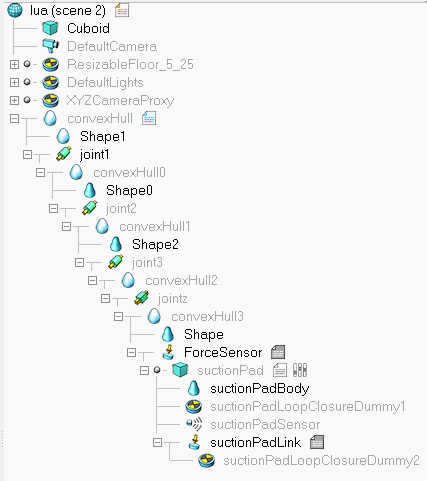 lua (scene 2)
Cuboid
DefaultCamera
ResizableFloor_5_25
DefaultLights
XYZCameraProxy
convexHull
Shape1
joint1
convexHull0
Shape0
joint2
convexHull1
Shape2
joint3
convexHull2
jointz
convexHull3
Shape
ForceSensor
suctionPad
suctionPadBody
suctionPadLoopClosureDummy1
suctionPadSensor
suctionPadLink
suctionPadLoopClosureDummy2